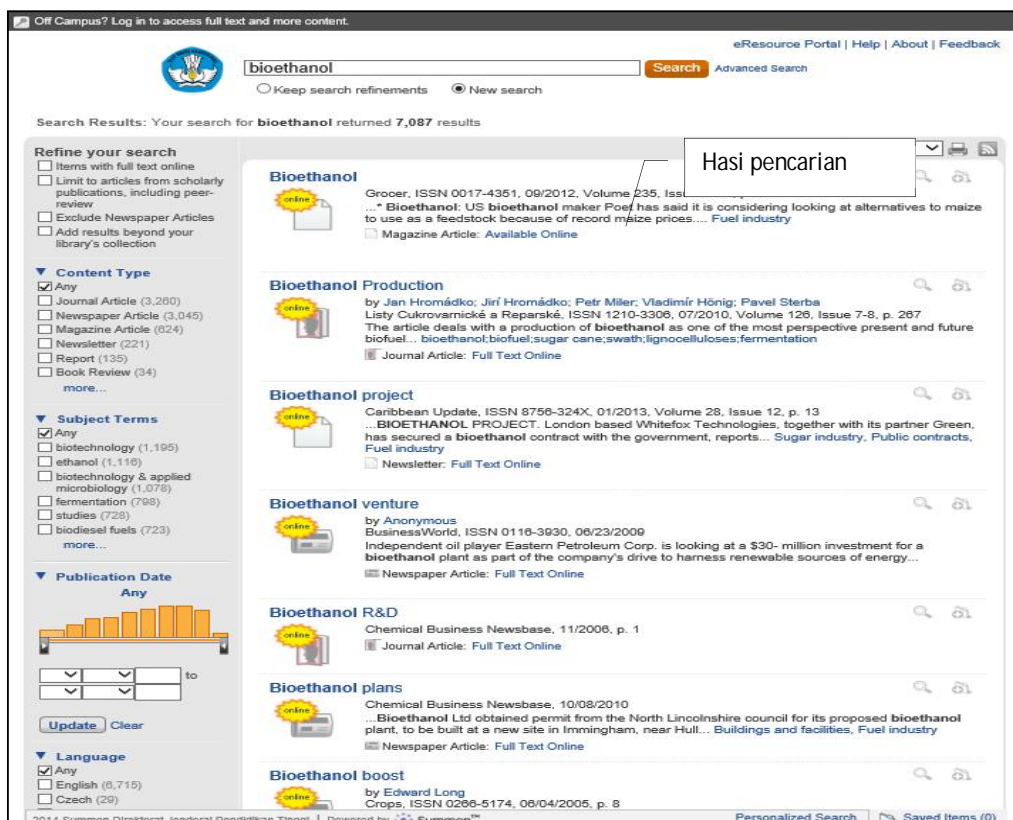 Off Campus? Log in to access full text and more content.
eResource Portal | Help | About | Feedback
bioethanol
Search
Advanced Search
Keep search refinements
New search
Search Results: Your search for bioethanol returned 7,087 results
Refine your search
Items with full text online
Limit to articles from scholarly
publications, including peer-
review
Exclude Newspaper Articles
Add results beyond your
library's collection
Content Type
Any
Journal Article (3,260)
Newspaper Article (3,045)
Magazine Article (624)
Newsletter (221)
Report (135)
Book Review (34)
more...
Subject Terms
Any
biotechnology (1,195)
ethanol (1,116)
biotechnology & applied
microbiology (1,078)
fermentation (798)
studies (728)
biodiesel fuels (723)
more...
Publication Date
Any
to
Update
Clear
Language
Any
English (6,715)
Czech (29)
Hasi pencarian
Bioethanol
online
Grocer, ISSN 0017-4351, 09/2012, Volume 235,
...* Bioethanol: US bioethanol maker Poet has said it is considering looking at alternatives to maize
to use as a feedstock because of record maize prices.... Fuel industry
Magazine Article: Available Online
Bioethanol Production
online
by Jan Hromádko; Jirí Hromádko; Petr Miler; Vladimír Hönig; Pavel Sterba
Listy Cukrovarnické a Reparské, ISSN 1210-3306, 07/2010, Volume 126, Issue 7-8, p. 267
The article deals with a production of bioethanol as one of the most perspective present and future
biofuel... bioethanol;biofuel;sugar cane;swath;lignocelluloses;fermentation
Journal Article: Full Text Online
Bioethanol project
online
Caribbean Update, ISSN 8756-324X, 01/2013, Volume 28, Issue 12, p. 13
...BIOETHANOL PROJECT. London based Whitefox Technologies, together with its partner Green,
has secured a bioethanol contract with the government, reports... Sugar industry, Public contracts,
Fuel industry
Newsletter: Full Text Online
Bioethanol venture
online
by Anonymous
BusinessWorld, ISSN 0116-3930, 06/23/2009
Independent oil player Eastern Petroleum Corp. is looking at a $30- million investment for a
bioethanol plant as part of the company's drive to harness renewable sources of energy...
Newspaper Article: Full Text Online
Bioethanol R&D
online
Chemical Business Newsbase, 11/2006, p. 1
Journal Article: Full Text Online
Bioethanol plans
online
Chemical Business Newsbase, 10/08/2010
...Bioethanol Ltd obtained permit from the North Lincolnshire council for its proposed bioethanol
plant, to be built at a new site in Immingham, near Hull... Buildings and facilities, Fuel industry
Newspaper Article: Full Text Online
Bioethanol boost
online
by Edward Long
Crops, ISSN 0266-5174, 06/04/2005, p. 8
2014 Summon Direktorat Jenderal Pendidikan Tinggi | Powered by Summon™
Personalized Search
Saved Items (0)